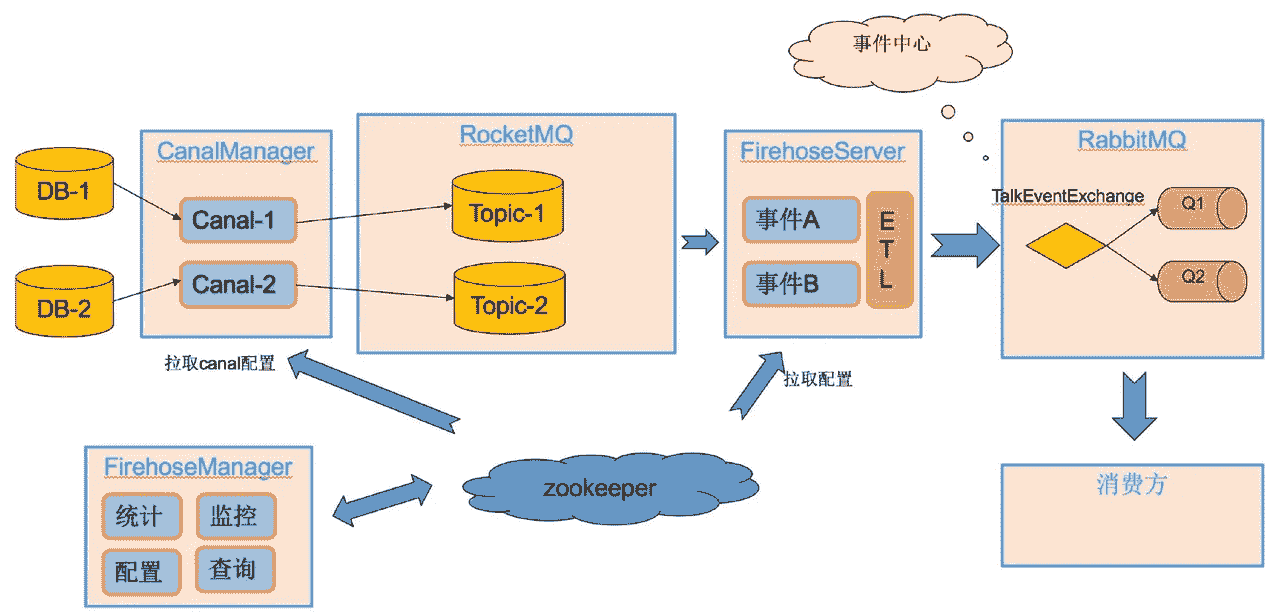 事件中心
DB-1
DB-2
CanalManager
Canal-1
Canal-2
拉取canal配置
RocketMQ
Topic-1
Topic-2
FirehoseServer
事件A
事件B
E
T
L
拉取配置
RabbitMQ
TalkEventExchange
Q1
Q2
FirehoseManager
统计
监控
配置
查询
zookeeper
消费方